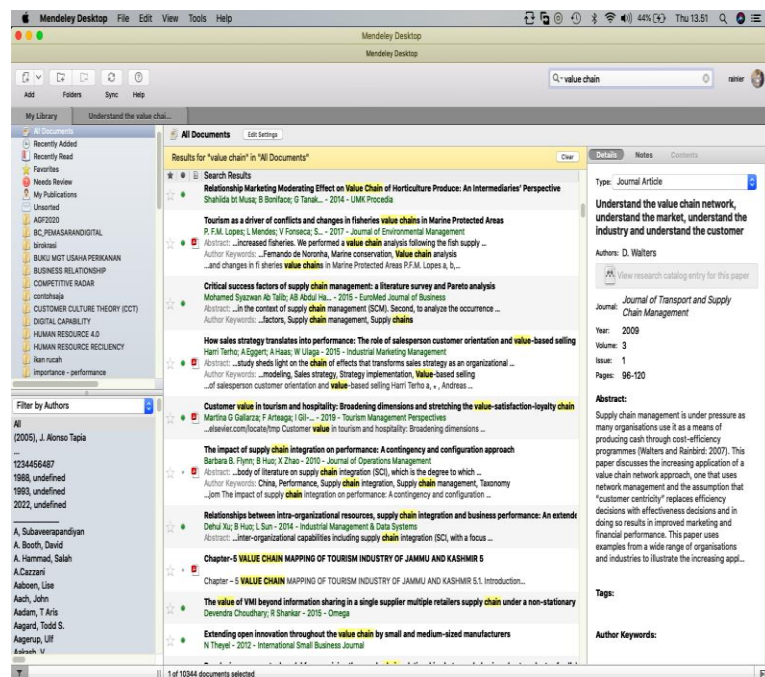 Mendeley Desktop File Edit View Tools Help 44% Thu 13.51
Mendeley Desktop
Mendeley Desktop
Add Folders Sync Help
value chain
rainier
My Library
Understand the value chai...
All Documents
Recently Added
Recently Read
Favorites
Needs Review
My Publications
Unsorted
AGF2020
BC_PEMASARANDIGITAL
birokrasi
BUKU MGT USAHA PERIKANAN
BUSINESS RELATIONSHIP
COMPETITIVE RADAR
contohsaja
CUSTOMER CULTURE THEORY (CCT)
DIGITAL CAPABILITY
HUMAN RESOURCE 4.0
HUMAN RESOURCE RECILIENCY
ikan rucah
importance - performance
Filter by Authors
All
(2005), J. Alonso Tapia
...
1234456487
1988, undefined
1993, undefined
2022, undefined
A, Subaveerapandiyan
A. Booth, David
A. Hammad, Salah
A.Cazzani
Aaboen, Lise
Aach, John
Aadam, T Aris
Aagard, Todd S.
Aagerup, Ulf
Aakash, V
All Documents Edit Settings
Results for "value chain" in "All Documents" Clear
Search Results
Relationship Marketing Moderating Effect on Value Chain of Horticulture Produce: An Intermediaries' Perspective
Shahilda bt Musa; B Boniface; G Tanak... - 2014 - UMK Procedia
Tourism as a driver of conflicts and changes in fisheries value chains in Marine Protected Areas
P. F.M. Lopes; L Mendes; V Fonseca; S... - 2017 - Journal of Environmental Management
Abstract: ...increased fisheries. We performed a value chain analysis following the fish supply ...
Author Keywords: ...de Noronha, Marine conservation, Value chain analysis
...and changes in fi sheries value chains in Marine Protected Areas P.F.M. Lopes a, b,...
Critical success factors of supply chain management: a literature survey and Pareto analysis
Mohamed Syazwan Ab Talib; AB Abdul Ha... - 2015 - EuroMed Journal of Business
Abstract: ...in the context of supply chain management (SCM). Second, to analyze the occurrence ...
Author Keywords: ...factors, Supply chain management, Supply chains
How sales strategy translates into performance: The role of salesperson customer orientation and value-based selling
Harri Terho; A Eggert; A Haas; W Ulaga - 2015 - Industrial Marketing Management
Abstract: ...study sheds light on the chain of effects that transforms sales strategy as an organizational ...
Author Keywords: ...modeling, Sales strategy, Strategy implementation, Value-based selling
...of salesperson customer orientation and value-based selling Harri Terho a, ⁎, Andreas ...
Customer value in tourism and hospitality: Broadening dimensions and stretching the value-satisfaction-loyalty chain
Martina G Gallarza; F Arteaga; I Gil-... - 2019 - Tourism Management Perspectives
...elsevier.com/locate/tmp Customer value in tourism and hospitality: Broadening dimensions ...
The impact of supply chain integration on performance: A contingency and configuration approach
Barbara B. Flynn; B Huo; X Zhao - 2010 - Journal of Operations Management
Abstract: ...body of literature on supply chain integration (SCI), which is the degree to which ...
Author Keywords: China, Performance, Supply chain integration, Supply chain management, Taxonomy
...jom The impact of supply chain integration on performance: A contingency and configuration ...
Relationships between intra-organizational resources, supply chain integration and business performance: An extende
Dehui Xu; B Huo; L Sun - 2014 - Industrial Management & Data Systems
Abstract: ...inter-organizational capabilities including supply chain integration (SCI, with a focus ...
Chapter-5 VALUE CHAIN MAPPING OF TOURISM INDUSTRY OF JAMMU AND KASHMIR 5
Chapter – 5 VALUE CHAIN MAPPING OF TOURISM INDUSTRY OF JAMMU AND KASHMIR 5.1. Introduction...
The value of VMI beyond information sharing in a single supplier multiple retailers supply chain under a non-stationary
Devendra Choudhary; R Shankar - 2015 - Omega
Extending open innovation throughout the value chain by small and medium-sized manufacturers
N Theyel - 2012 - International Small Business Journal
1 of 10344 documents selected
Details Notes Contents
Type: Journal Article
Understand the value chain network,
understand the market, understand the
industry and understand the customer
Authors: D. Walters
View research catalog entry for this paper
Journal: Journal of Transport and Supply
Chain Management
Year: 2009
Volume: 3
Issue: 1
Pages: 96-120
Abstract:
Supply chain management is under pressure as
many organisations use it as a means of
producing cash through cost-efficiency
programmes (Walters and Rainbird: 2007). This
paper discusses the increasing application of a
value chain network approach, one that uses
network management and the assumption that
"customer centricity" replaces efficiency
decisions with effectiveness decisions and in
doing so results in improved marketing and
financial performance. This paper uses
examples from a wide range of organisations
and industries to illustrate the increasing appl...
Tags:
Author Keywords: